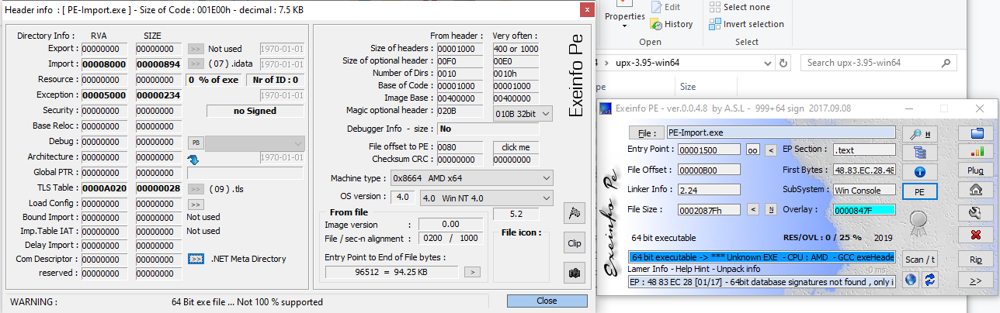 Header info : [ PE-Import.exe ] - Size of Code : 001E00h - decimal : 7.5 KB
Directory Info : RVA SIZE
Export : 00000000 00000000 >> Not used 1970-01-01
Import : 00008000 00000894 >> ( 07 ) .idata
Resource : 00000000 00000000 0 % of exe Nr of ID : 0
Exception : 00005000 00000234 1970-01-01
Security : 00000000 00000000 no Signed
Base Reloc : 00000000 00000000
Debug : 00000000 00000000 PB
Architecture : 00000000 00000000 1970-01-01
Global PTR : 00000000 00000000
TLS Table : 0000A020 00000028 >> ( 09 ) .tls
Load Config : 00000000 00000000 >>
Bound Import : 00000000 00000000 Not used
Imp.Table IAT : 00000000 00000000 Not used
Delay Import : 00000000 00000000
Com Descriptor : 00000000 00000000 >> .NET Meta Directory
reserved : 00000000 00000000
From header : Very often :
Size of headers : 00001000 400 or 1000
Size of optional header : 00F0 00E0
Number of Dirs : 0010 0010h
Base of Code : 00001000 00001000
Image Base : 00400000 00400000
Magic optional header : 020B 010B 32bit
Debugger Info - size : No
File offset to PE : 0080 click me
Checksum CRC : 00000000 00000000
Machine type : 0x8664 AMD x64
OS version : 4.0 4.0 Win NT 4.0
From file 5.2
Image version : 0.00
File / sec-n alignment : 0200 / 1000
File icon :
Entry Point to End of File bytes :
96512 = 94.25 KB >
Exeinfo Pe
Clip
WARNING : 64 Bit exe file ... Not 100 % supported Close
Properties
Edit
History
Open
Select none
Invert selection
Select
upx-3.95-win64
Search upx-3.95-win64
Size
Exeinfo PE - ver.0.0.4.8 by A.S.L - 999+64 sign 2017.09.08
File : PE-Import.exe
Entry Point : 00001500 oo < EP Section : .text
File Offset : 00000B00 First Bytes : 48.83.EC.28.48
Linker Info : 2.24 SubSystem : Win Console
File Size : 0002087Fh < N Overlay : 0000847F
64 bit executable RES/OVL : 0 / 25 % 2019
64 bit executable -> *** Unknown EXE - CPU : AMD - GCC exeHeade
Lamer Info - Help Hint - Unpack info -0 ms.
EP : 48 83 EC 28 [01/17] - 64bit database signatures not found , only i
Exeinfo Pe
H
PE
Scan / t
Plug
Rip
>>